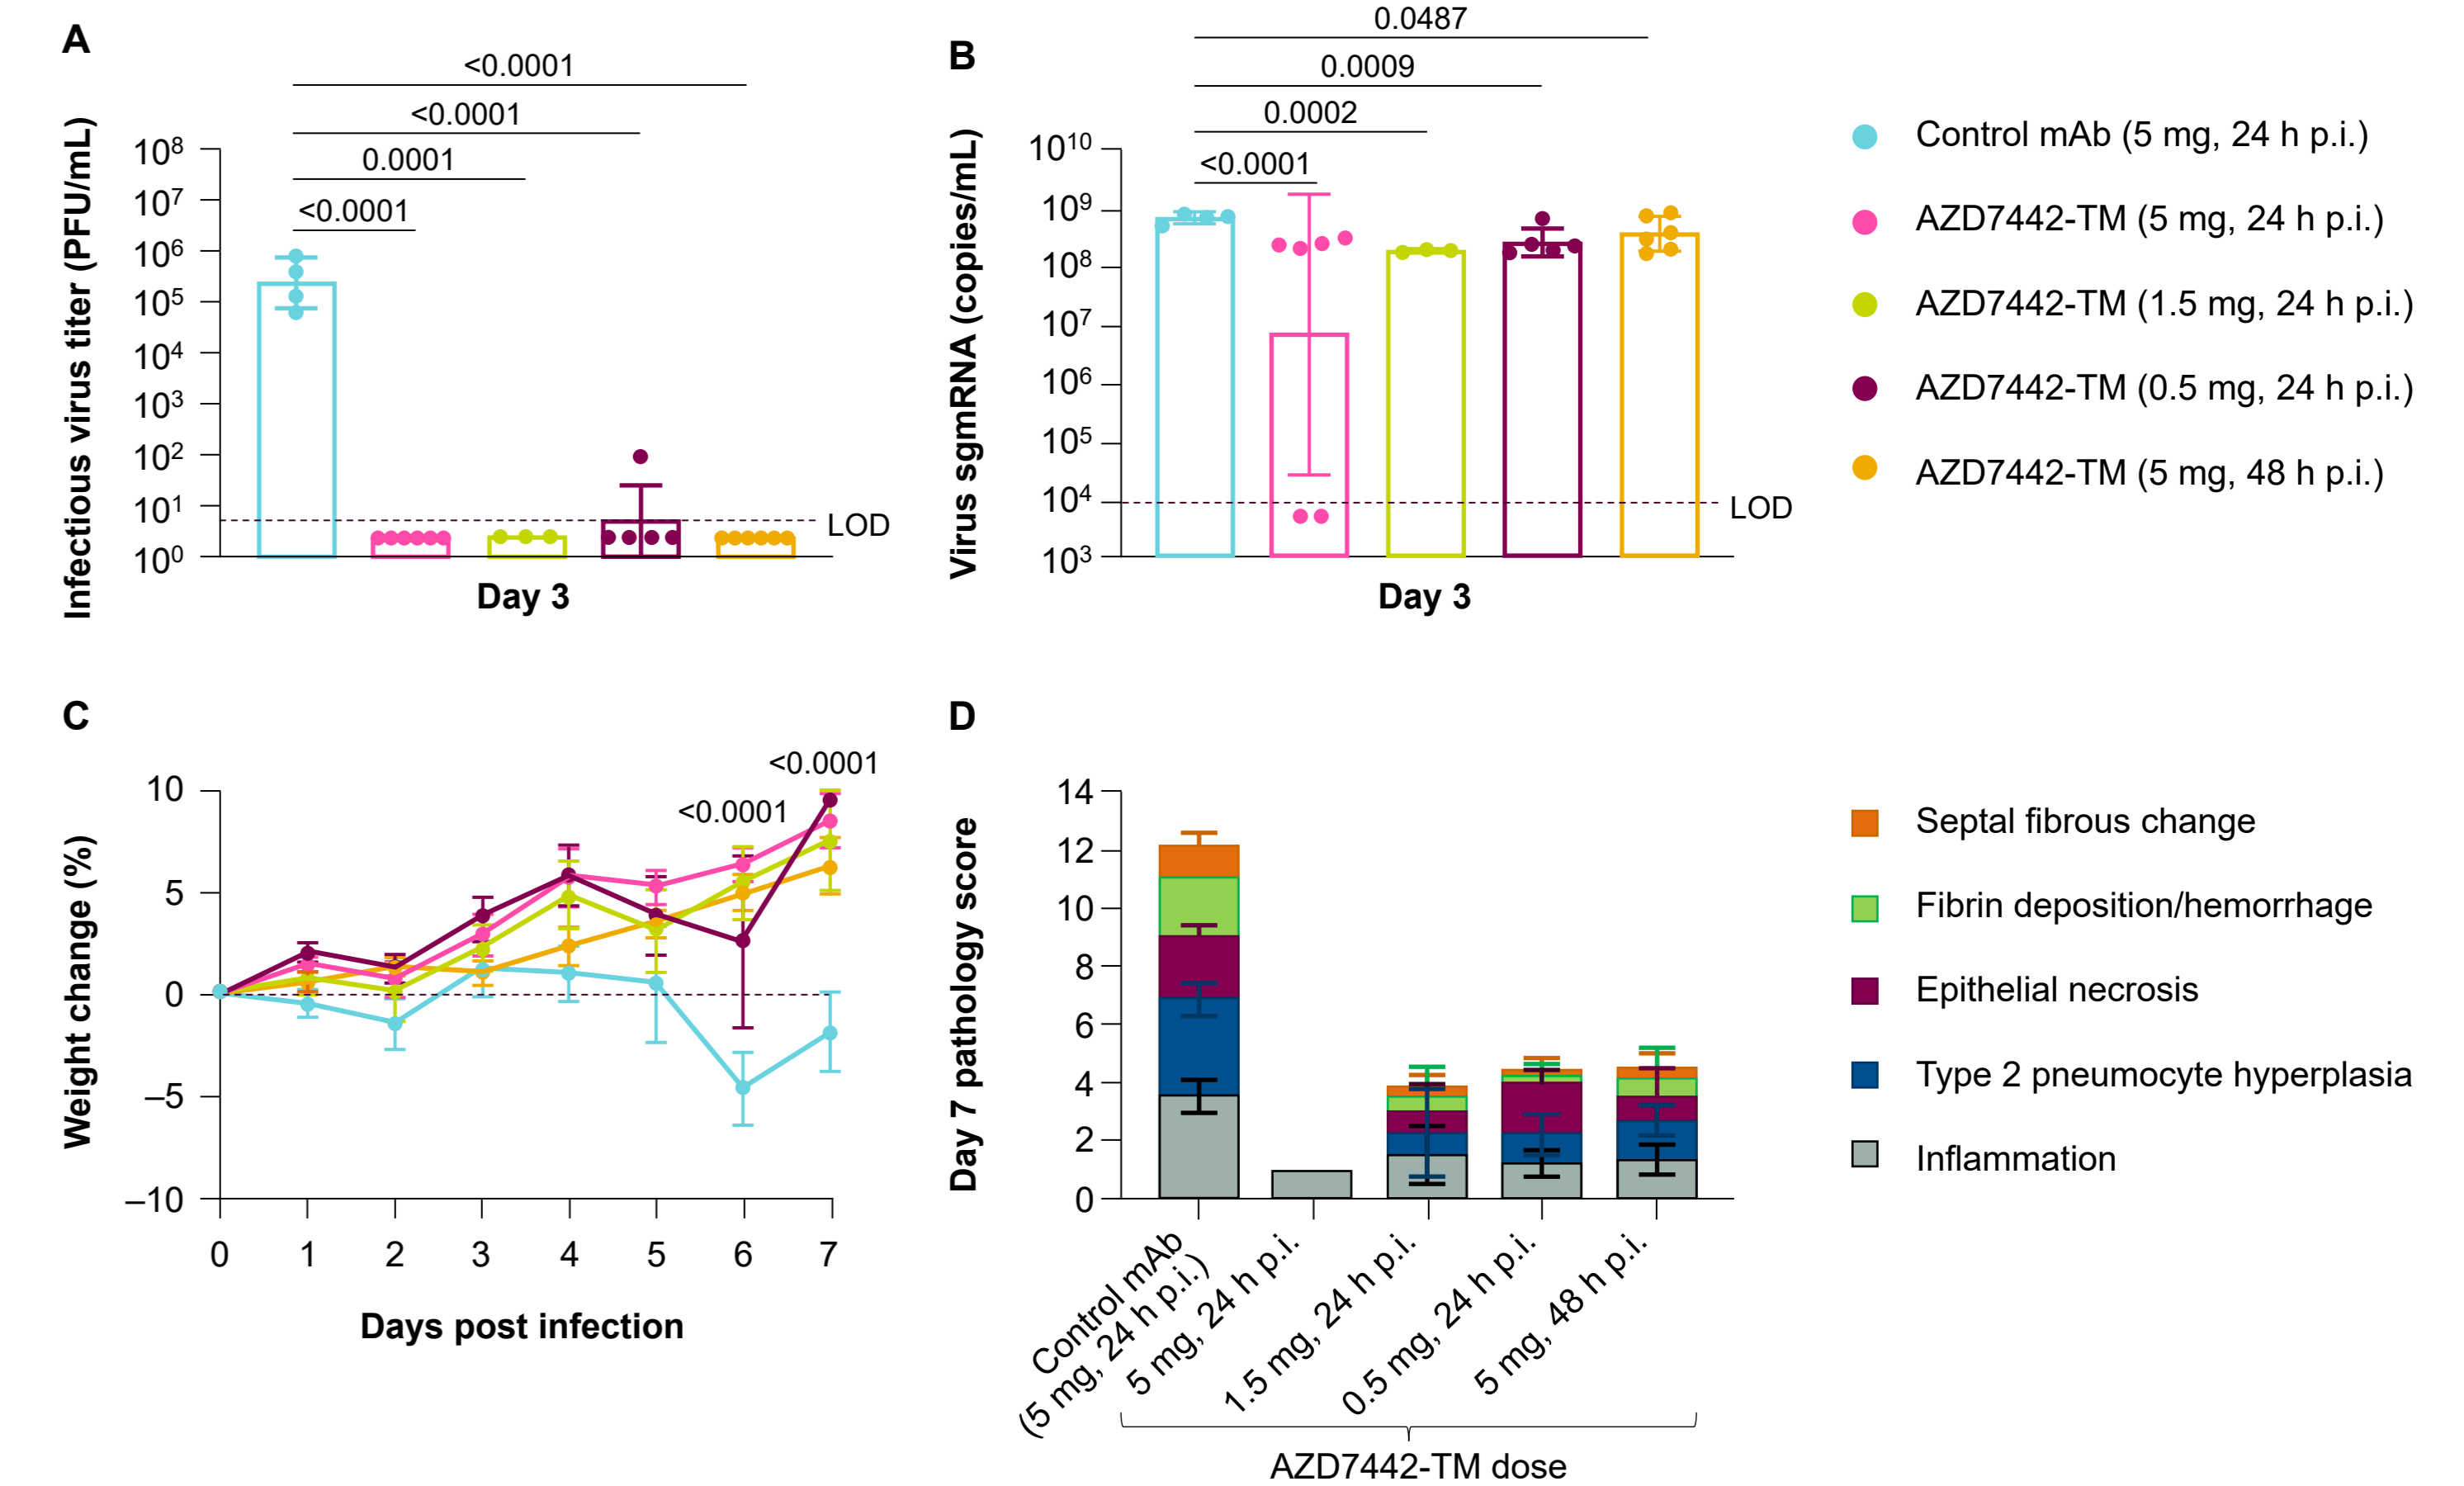 A
<0.0001
<0.0001
0.0001
<0.0001
Infectious virus titer (PFU/mL)
10⁸
10⁷
10⁶
10⁵
10⁴
10³
10²
10¹
10⁰
LOD
Day 3
B
0.0487
0.0009
0.0002
<0.0001
Virus sgmRNA (copies/mL)
10¹⁰
10⁹
10⁸
10⁷
10⁶
10⁵
10⁴
10³
LOD
Day 3
Control mAb (5 mg, 24 h p.i.)
AZD7442-TM (5 mg, 24 h p.i.)
AZD7442-TM (1.5 mg, 24 h p.i.)
AZD7442-TM (0.5 mg, 24 h p.i.)
AZD7442-TM (5 mg, 48 h p.i.)
C
<0.0001
<0.0001
Weight change (%)
10
5
0
–5
–10
0 1 2 3 4 5 6 7
Days post infection
D
Day 7 pathology score
14
12
10
8
6
4
2
0
Control mAb
(5 mg, 24 h p.i.)
5 mg, 24 h p.i.
1.5 mg, 24 h p.i.
0.5 mg, 24 h p.i.
5 mg, 48 h p.i.
AZD7442-TM dose
Septal fibrous change
Fibrin deposition/hemorrhage
Epithelial necrosis
Type 2 pneumocyte hyperplasia
Inflammation